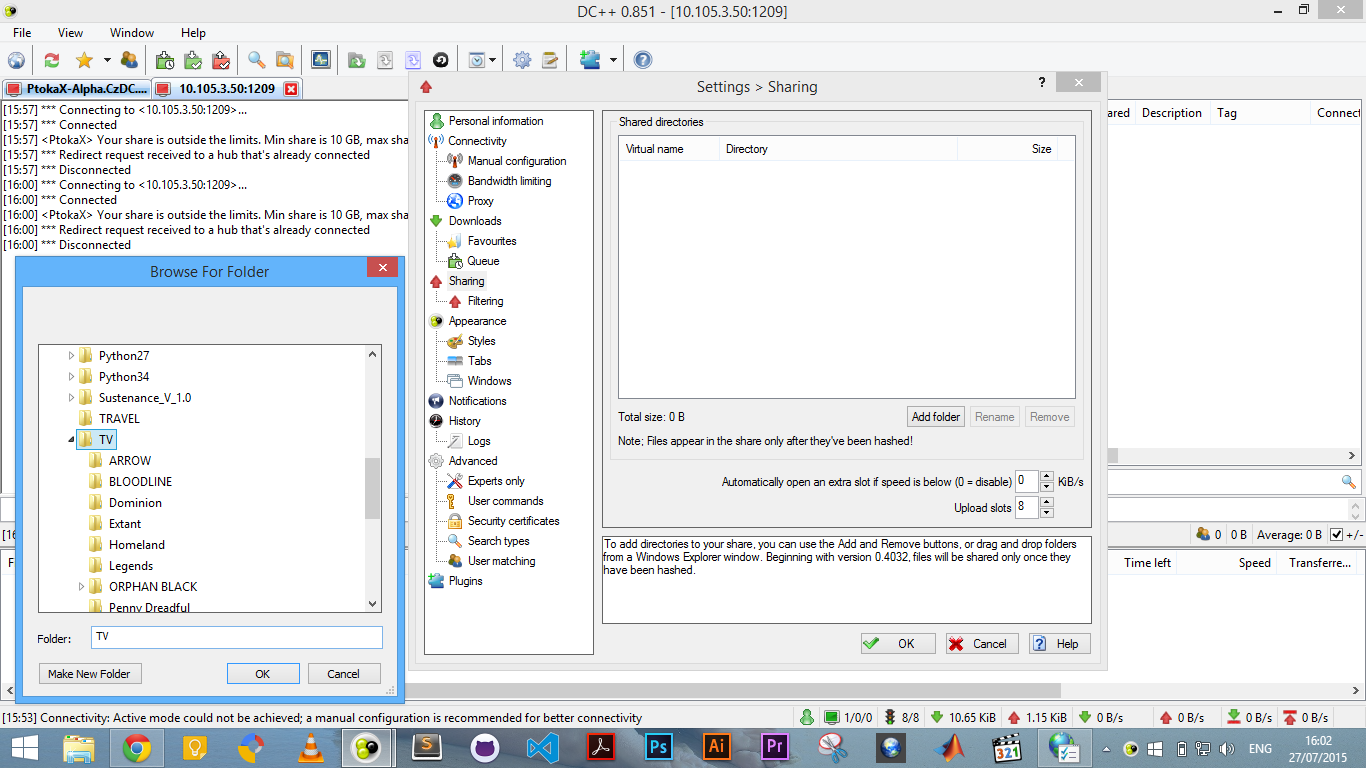 DC++ 0.851 - [10.105.3.50:1209]
File View Window Help
PtokaX-Alpha.CzDC.... 10.105.3.50:1209
[15:57] *** Connecting to <10.105.3.50:1209>...
[15:57] *** Connected
[15:57] <PtokaX> Your share is outside the limits. Min share is 10 GB, max sha
[15:57] *** Redirect request received to a hub that's already connected
[15:57] *** Disconnected
[16:00] *** Connecting to <10.105.3.50:1209>...
[16:00] *** Connected
[16:00] <PtokaX> Your share is outside the limits. Min share is 10 GB, max sha
[16:00] *** Redirect request received to a hub that's already connected
[16:00] *** Disconnected
Browse For Folder
Python27
Python34
Sustenance_V_1.0
TRAVEL
TV
ARROW
BLOODLINE
Dominion
Extant
Homeland
Legends
ORPHAN BLACK
Penny Dreadful
Folder: TV
Make New Folder OK Cancel
Settings > Sharing ?
Personal information
Connectivity
Manual configuration
Bandwidth limiting
Proxy
Downloads
Favourites
Queue
Sharing
Filtering
Appearance
Styles
Tabs
Windows
Notifications
History
Logs
Advanced
Experts only
User commands
Security certificates
Search types
User matching
Plugins
Shared directories
Virtual name Directory Size
Total size: 0 B Add folder Rename Remove
Note; Files appear in the share only after they've been hashed!
Automatically open an extra slot if speed is below (0 = disable) 0 KiB/s
Upload slots 8
To add directories to your share, you can use the Add and Remove buttons, or drag and drop folders
from a Windows Explorer window. Beginning with version 0.4032, files will be shared only once they
have been hashed.
OK Cancel Help
ared Description Tag Connect
[16
0 0 B Average: 0 B +/-
F Time left Speed Transferre...
[15:53] Connectivity: Active mode could not be achieved; a manual configuration is recommended for better connectivity 1/0/0 8/8 10.65 KiB 1.15 KiB 0 B/s 0 B/s 0 B/s 0 B/s
S Ps Ai Pr 321 ENG
16:02
27/07/2015